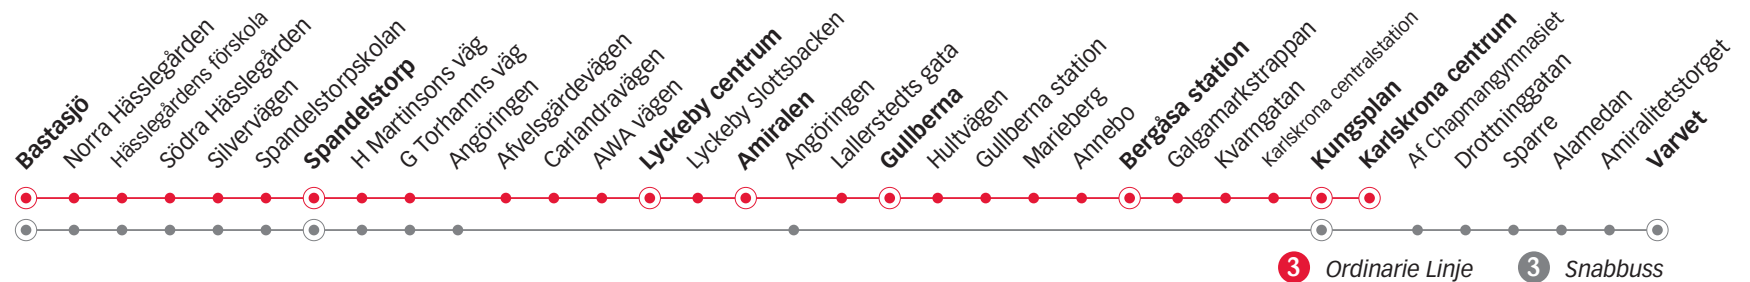 Bastasjö
Norra Hässlegården
Hässlegårdens förskola
Södra Hässlegården
Silvervägen
Spandelstorpskolan
Spandelstorp
H Martinsons väg
G Torhamns väg
Angöringen
Afvelsgärdevägen
Carlandravägen
AWA vägen
Lyckeby centrum
Lyckeby Slottsbacken
Amiralen
Angöringen
Lallerstedts gata
Gullberna
Hultvägen
Gullberna station
Marieberg
Annebo
Bergåsa station
Galgamarkstrappan
Kvarngatan
Karlskrona centralstation
Kungsplan
Karlskrona centrum
Af Chapmangymnasiet
Drottninggatan
Sparre
Alamedan
Amiralitetstorget
Varvet
3 Ordinarie Linje
3 Snabbuss